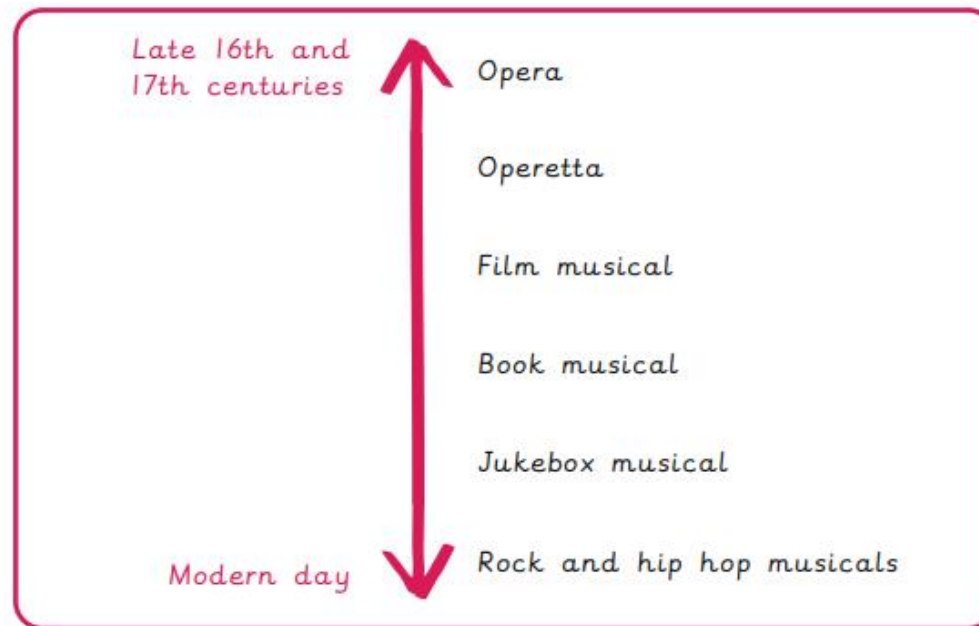 Late 16th and
17th centuries
Opera
Operetta
Film musical
Book musical
Jukebox musical
Modern day
Rock and hip hop musicals